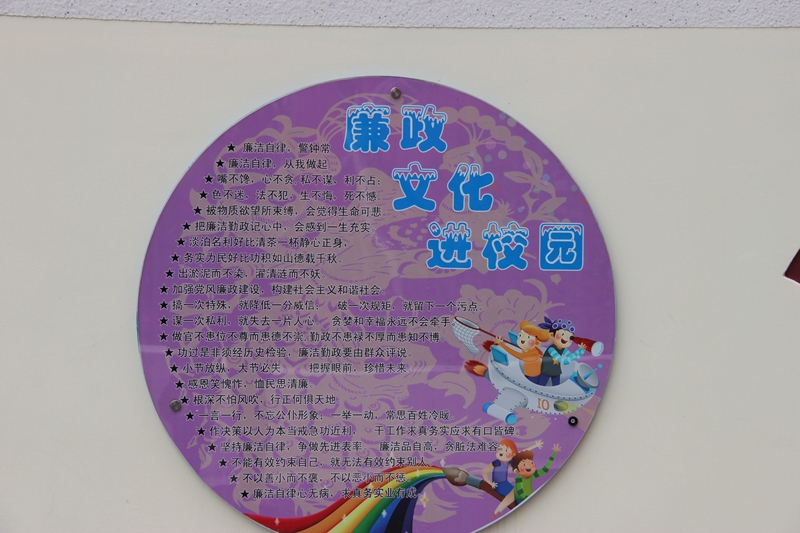 廉政
文化
进校园
★ 廉洁自律，警钟常
★ 廉洁自律，从我做起
★ 嘴不馋，心不贪，私不谋，利不占；
★ 色不迷，法不犯，生不悔，死不憾
★ 被物质欲望所束缚，会觉得生命可悲
★ 把廉洁勤政记心中，会感到一生充实
★ 淡泊名利好比清茶一杯静心正身，
★ 务实为民好比功积如山德载千秋。
★ 出淤泥而不染，濯清涟而不妖
★ 加强党风廉政建设，构建社会主义和谐社会
★ 搞一次特殊，就降低一分威信； 破一次规矩，就留下一个污点。
★ 谋一次私利，就失去一片人心。 贪婪和幸福永远不会牵手
★ 做官不患位不尊而患德不崇，勤政不患禄不厚而患知不博
★ 功过是非须经历史检验，廉洁勤政要由群众评说。
★ 小节放纵，大节必失 把握眼前，珍惜未来
★ 感恩笑愧怍，恤民思清廉
★ 根深不怕风吹，行正何惧天地
★ 一言一行，不忘公仆形象；一举一动，常思百姓冷暖
★ 作决策以人为本当戒急功近利， 干工作求真务实应求有口皆碑
★ 坚持廉洁自律，争做先进表率 廉洁品自高，贪脏法难容
★ 不能有效约束自己，就无法有效约束别人
★ 不以善小而不褒，不以恶小而不惩
★ 廉洁自律心无病，求真务实业有成
10